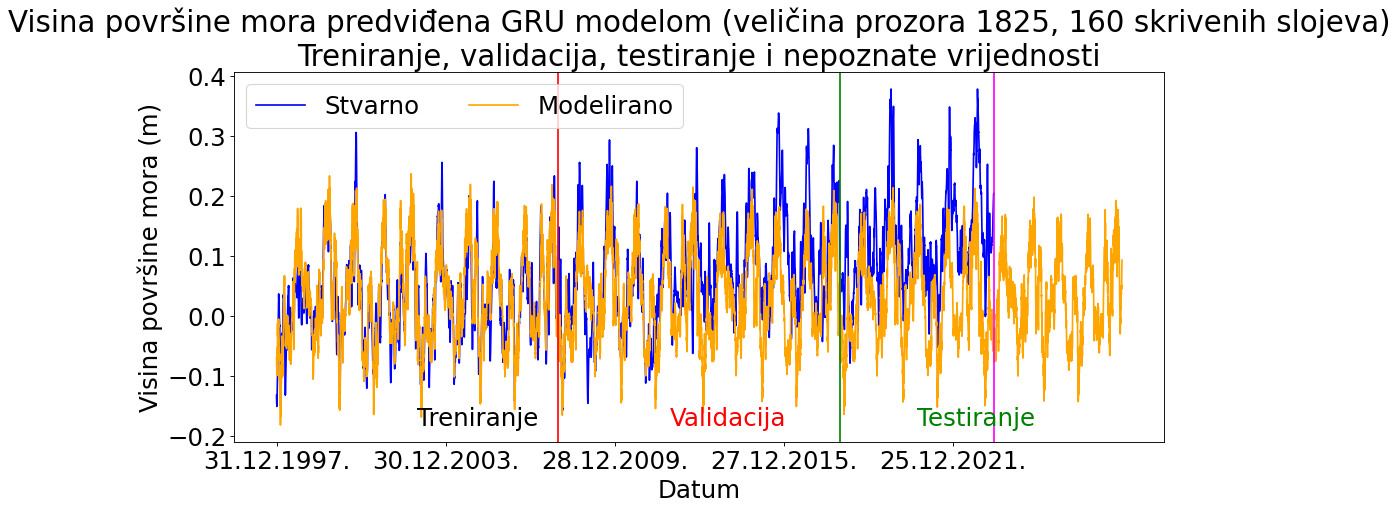 Visina površine mora predviđena GRU modelom (veličina prozora 1825, 160 skrivenih slojeva)
Treniranje, validacija, testiranje i nepoznate vrijednosti
Stvarno
Modelirano
Visina površine mora (m)
0.4
0.3
0.2
0.1
0.0
−0.1
−0.2
Treniranje
Validacija
Testiranje
31.12.1997.
30.12.2003.
28.12.2009.
27.12.2015.
25.12.2021.
Datum